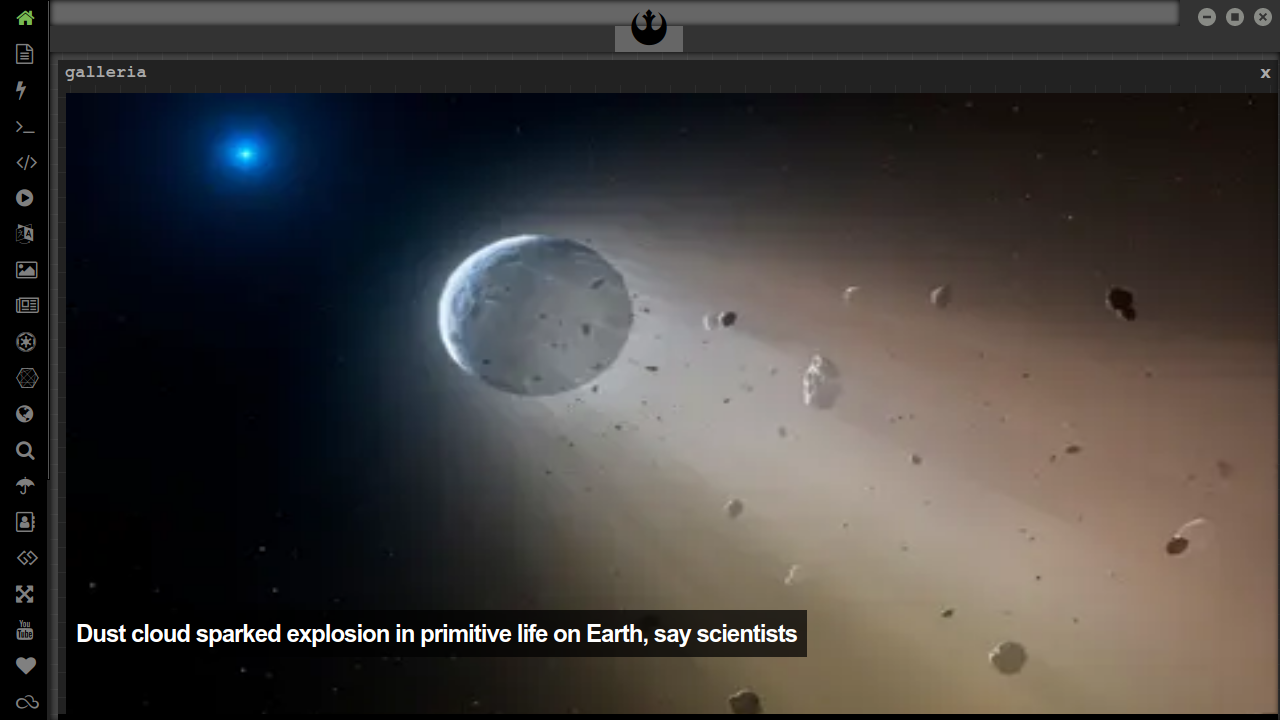 galleria
x
Dust cloud sparked explosion in primitive life on Earth, say scientists
You
Tube